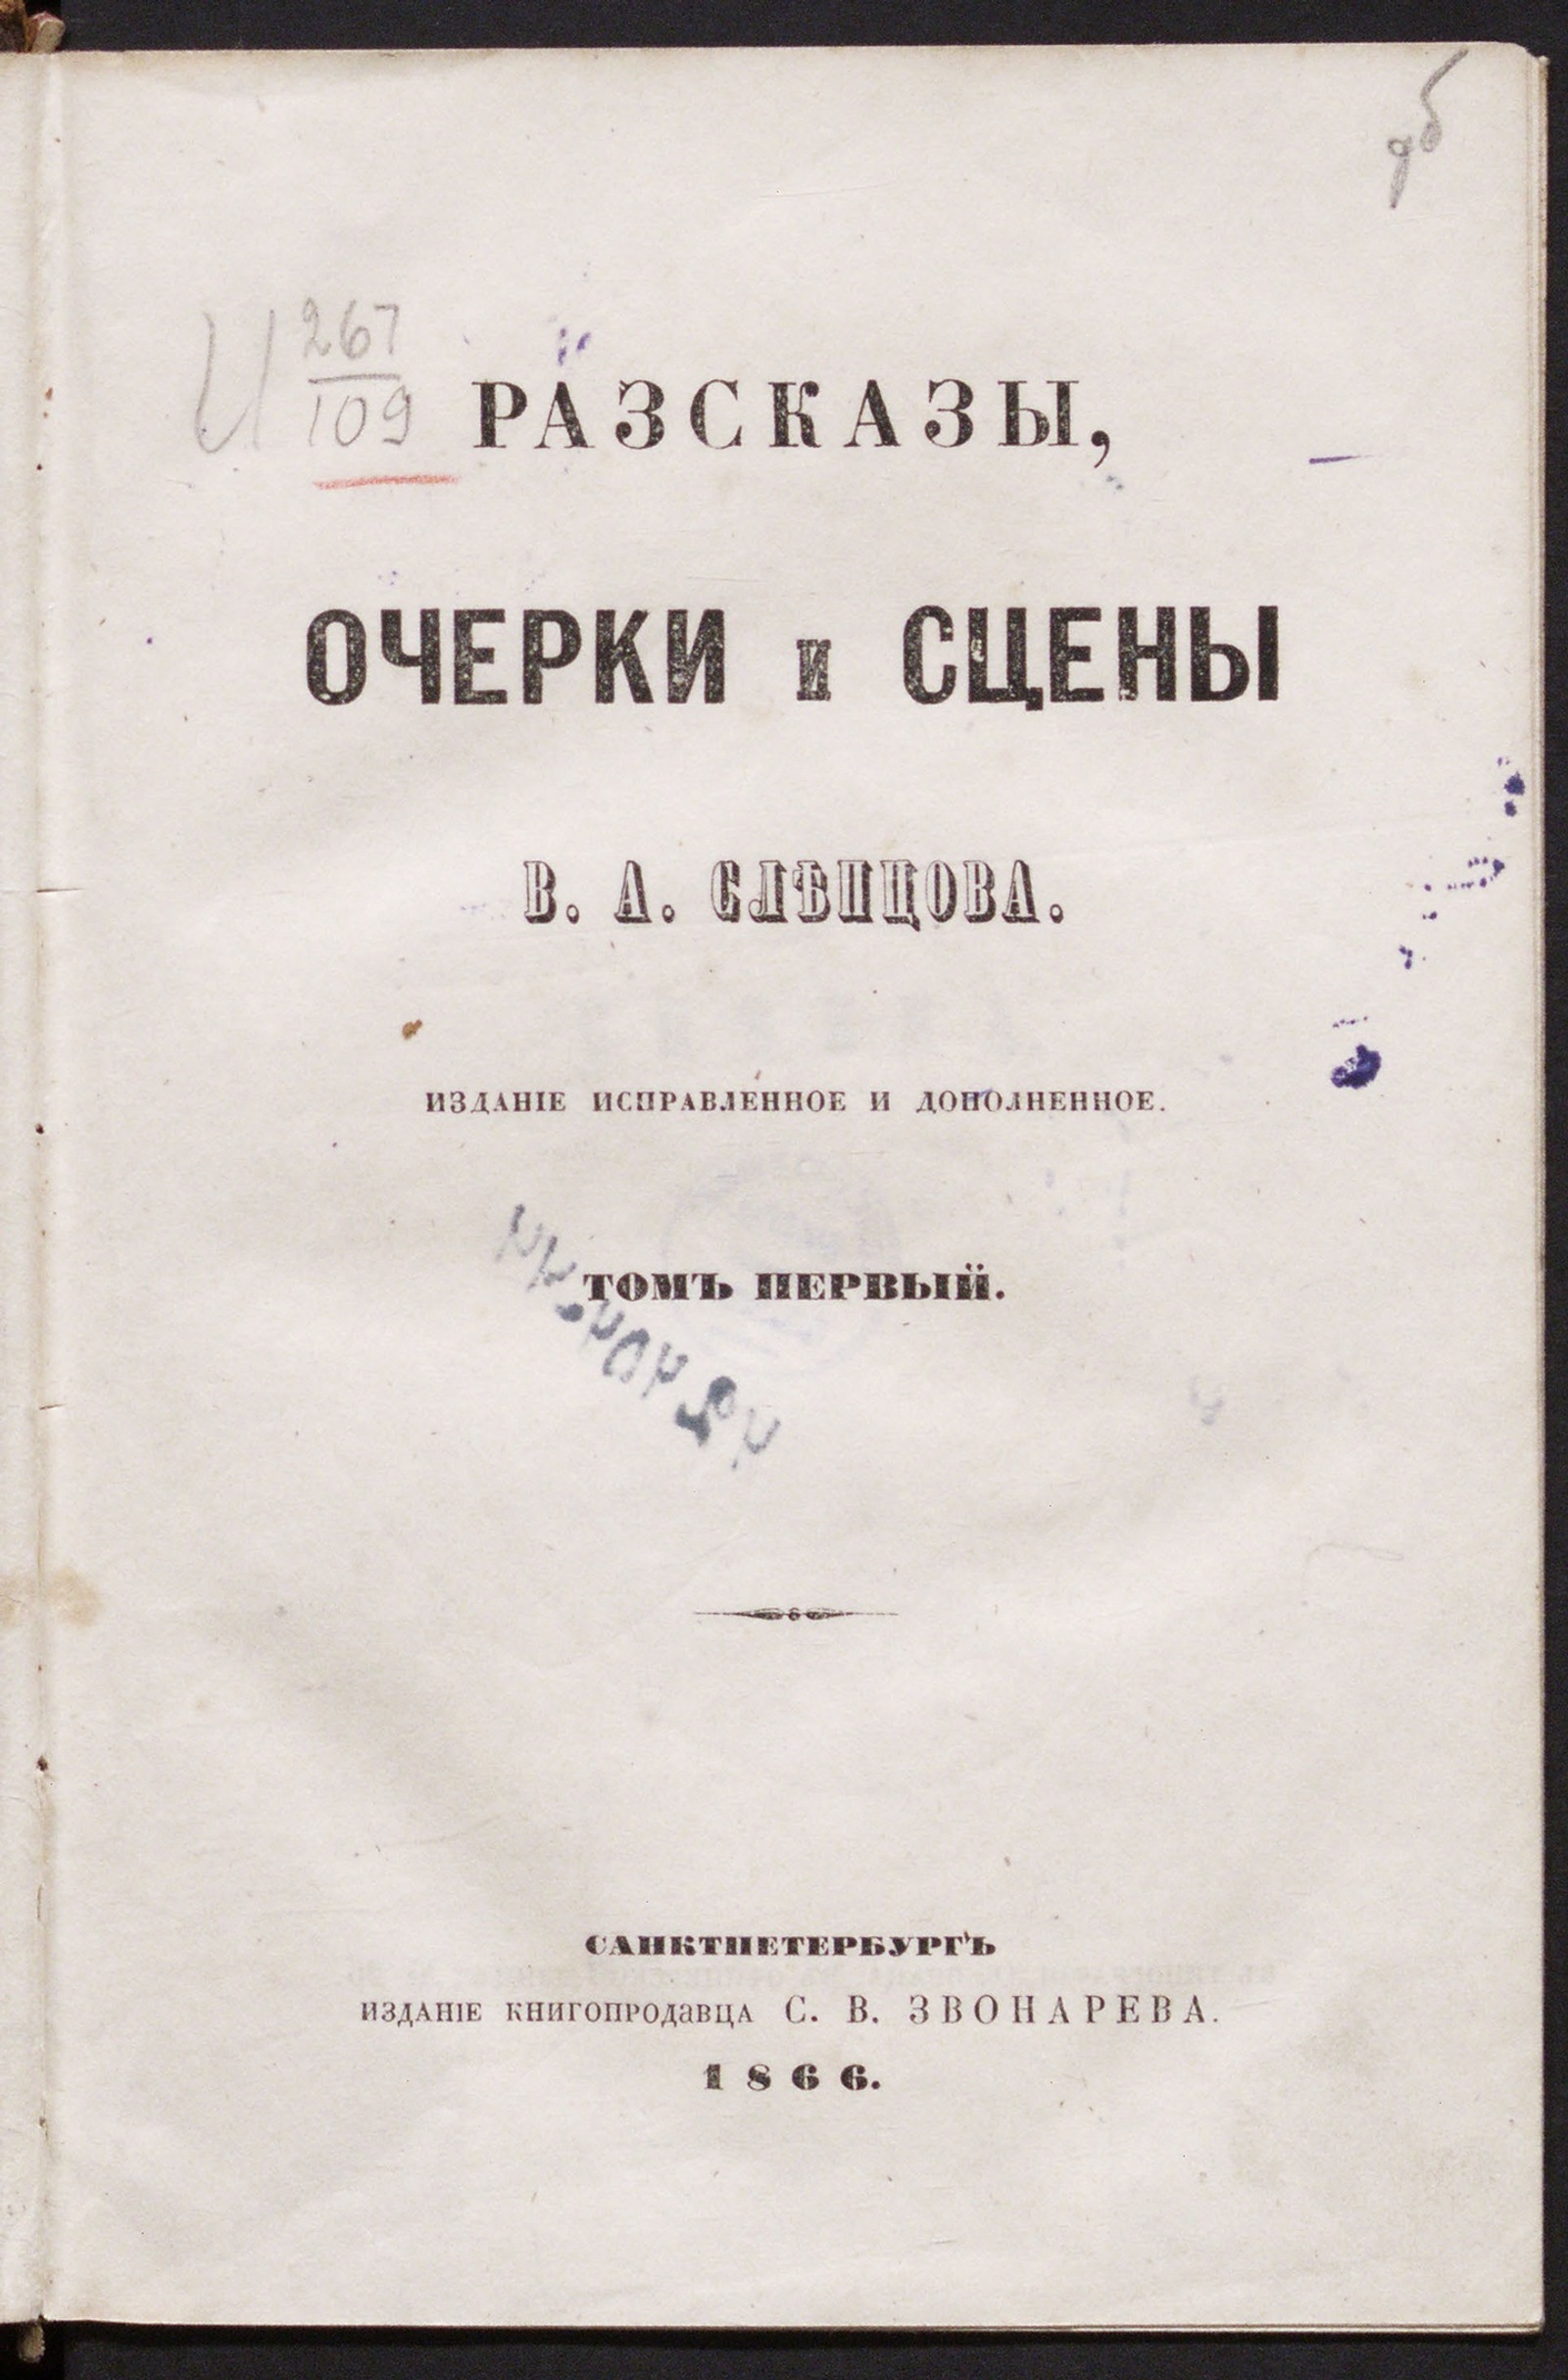 И 267
109
РАЗСКАЗЫ,
ОЧЕРКИ И СЦЕНЫ
В. А. СЛѢПЦОВА.
ИЗДАНІЕ ИСПРАВЛЕННОЕ И ДОПОЛНЕННОЕ.
ТОМЪ ПЕРВЫЙ.
САНКТПЕТЕРБУРГЪ
ИЗДАНІЕ КНИГОПРОДАВЦА С. В. ЗВОНАРЕВА.
1866.